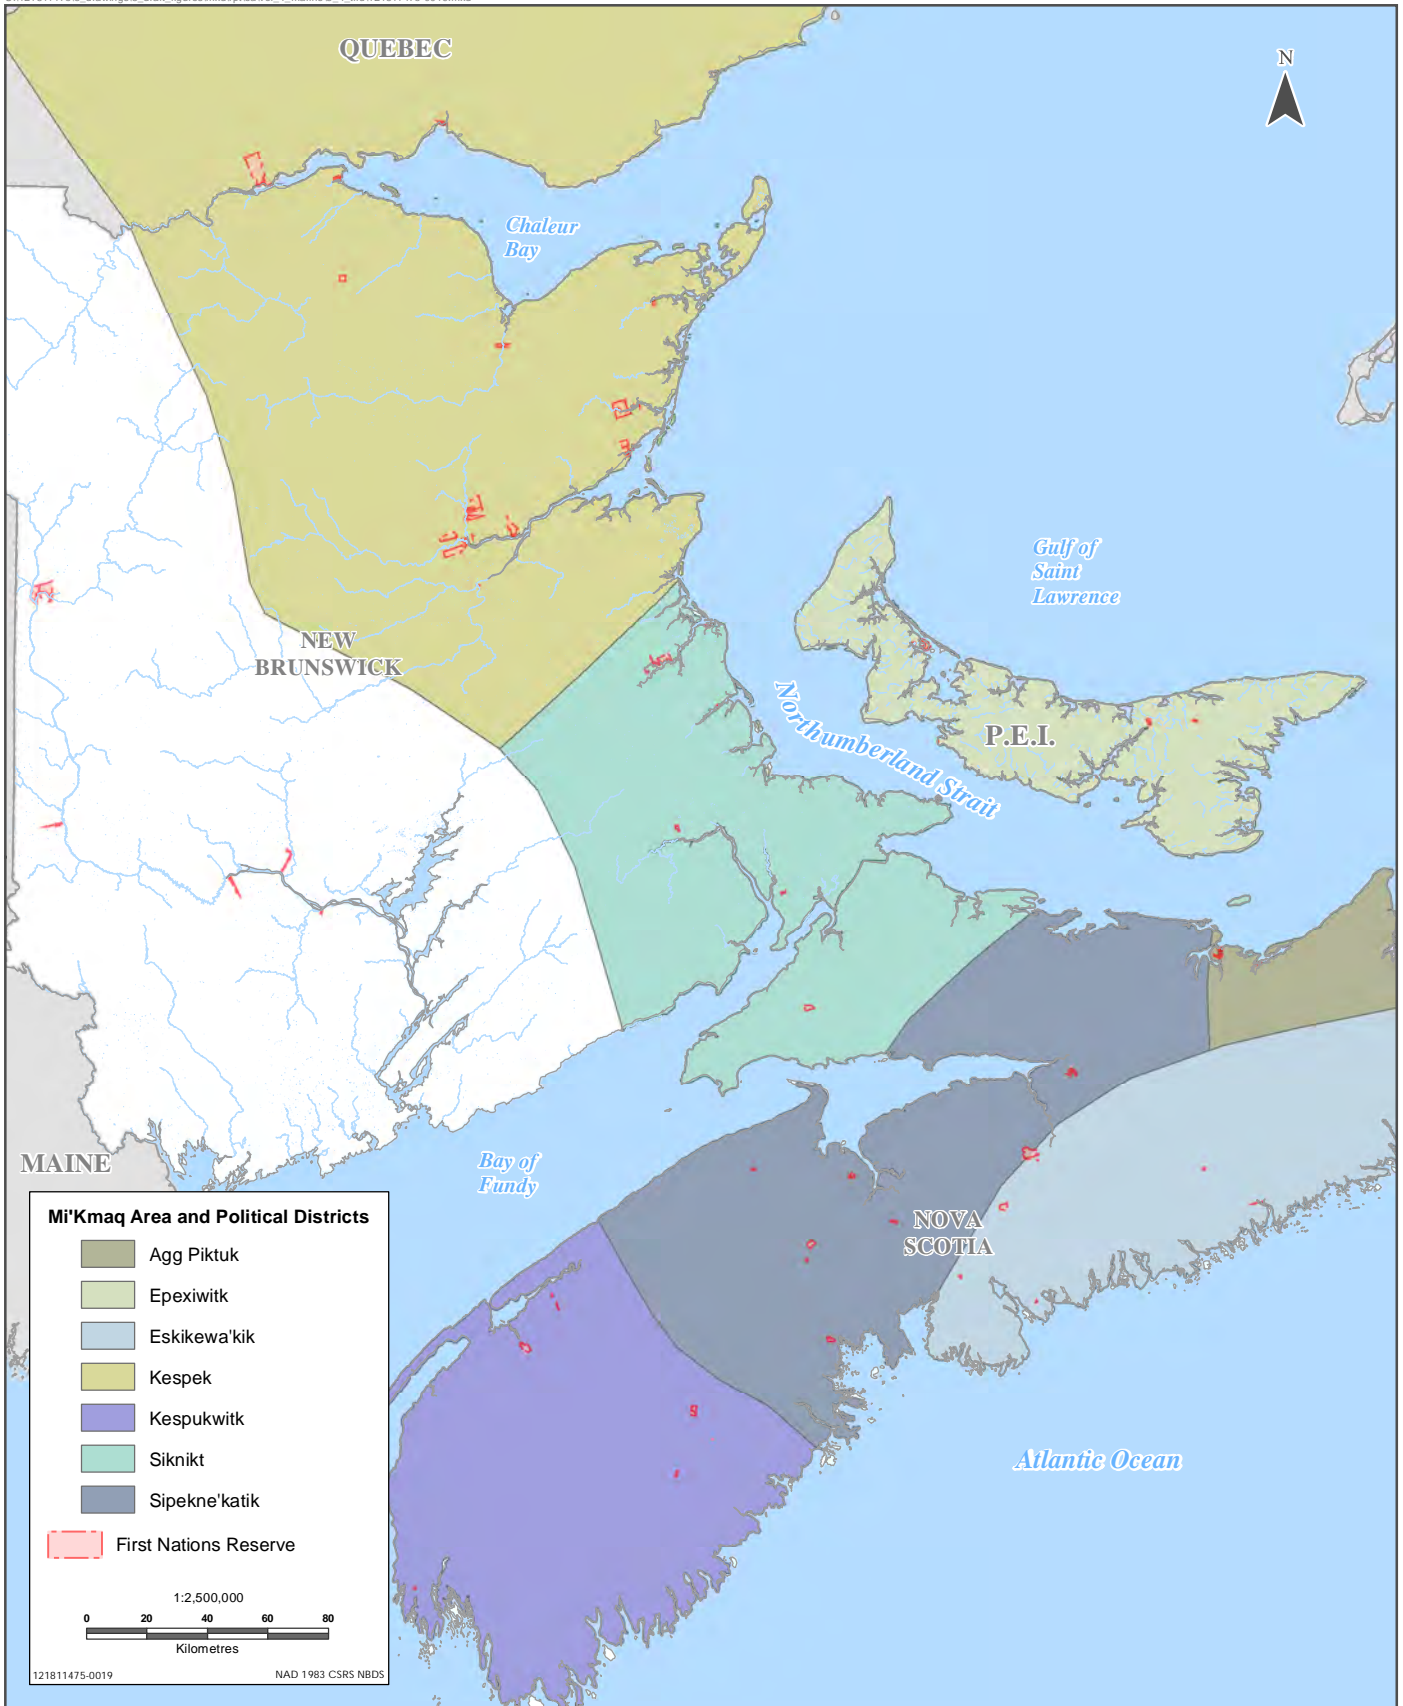 QUEBEC
N
Chaleur
Bay
Gulf of
Saint
Lawrence
NEW
BRUNSWICK
Northumberland Strait
P.E.I.
MAINE
Bay of
Fundy
NOVA
SCOTIA
Atlantic Ocean
Mi'Kmaq Area and Political Districts
Agg Piktuk
Epexiwitk
Eskikewa'kik
Kespek
Kespukwitk
Siknikt
Sipekne'katik
First Nations Reserve
1:2,500,000
0 20 40 60 80
Kilometres
121811475-0019 NAD 1983 CSRS NBDS